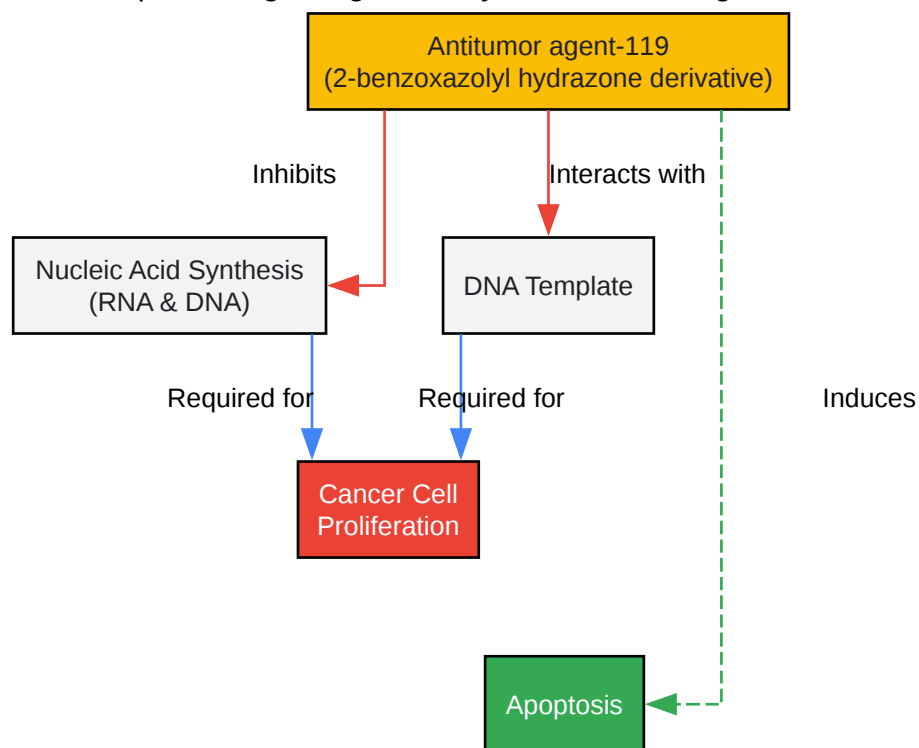 Antitumor agent-119
(2-benzoxazolyl hydrazone derivative)
Inhibits
Interacts with
Nucleic Acid Synthesis
(RNA & DNA)
DNA Template
Required for
Required for
Induces
Cancer Cell
Proliferation
Apoptosis